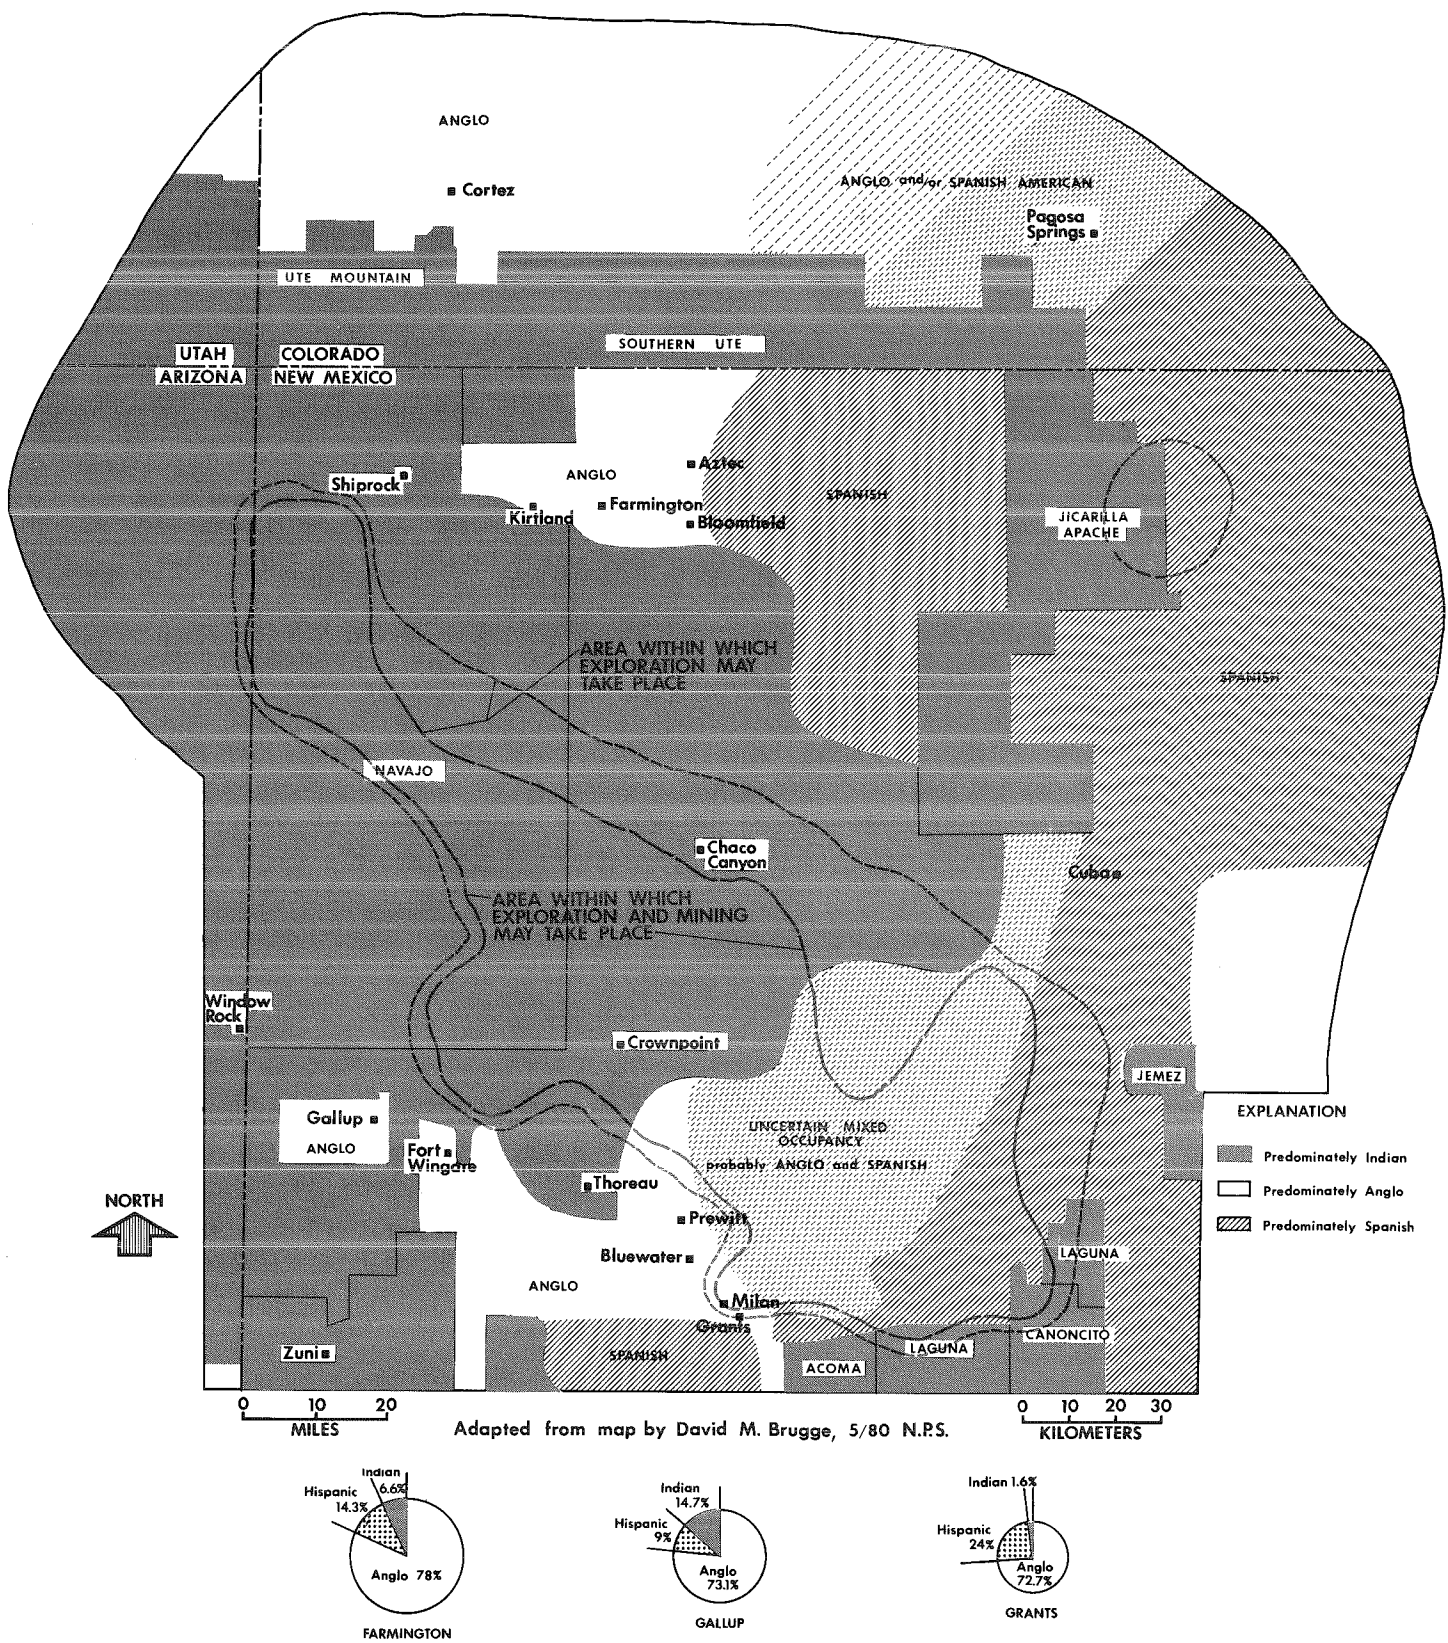 ANGLO
Cortez
ANGLO and/or SPANISH AMERICAN
Pagosa
Springs
UTE MOUNTAIN
SOUTHERN UTE
UTAH
COLORADO
ARIZONA
NEW MEXICO
Shiprock
ANGLO
Aztec
Farmington
Kirtland
Bloomfield
SPANISH
JICARILLA
APACHE
AREA WITHIN WHICH
EXPLORATION MAY
TAKE PLACE
SPANISH
NAVAJO
Chaco
Canyon
Cuba
AREA WITHIN WHICH
EXPLORATION AND MINING
MAY TAKE PLACE
Window
Rock
Crownpoint
JEMEZ
Gallup
ANGLO
Fort
Wingate
UNCERTAIN MIXED
OCCUPANCY
probably ANGLO and SPANISH
Thoreau
Prewitt
Bluewater
ANGLO
Milan
Grants
LAGUNA
CANONCITO
LAGUNA
ACOMA
SPANISH
Zuni
NORTH
EXPLANATION
Predominately Indian
Predominately Anglo
Predominately Spanish
0 10 20
MILES
Adapted from map by David M. Brugge, 5/80 N.P.S.
0 10 20 30
KILOMETERS
Indian
6.6%
Hispanic
14.3%
Anglo 78%
FARMINGTON
Indian
14.7%
Hispanic
9%
Anglo
73.1%
GALLUP
Indian 1.6%
Hispanic
24%
Anglo
72.7%
GRANTS